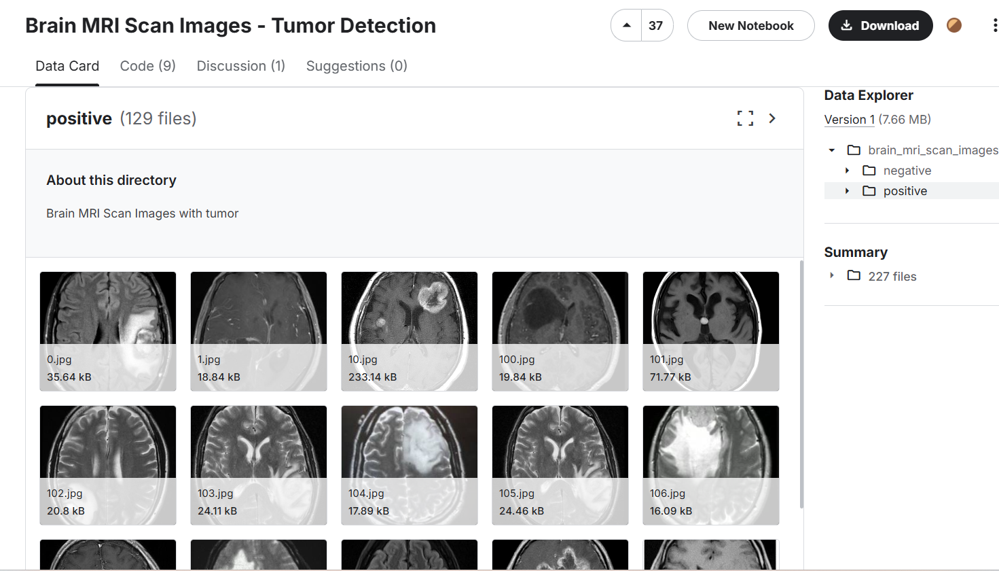 Brain MRI Scan Images - Tumor Detection
37
New Notebook
Download
Data Card
Code (9)
Discussion (1)
Suggestions (0)
positive (129 files)
About this directory
Brain MRI Scan Images with tumor
0.jpg
35.64 kB
1.jpg
18.84 kB
10.jpg
233.14 kB
100.jpg
19.84 kB
101.jpg
71.77 kB
102.jpg
20.8 kB
103.jpg
24.11 kB
104.jpg
17.89 kB
105.jpg
24.46 kB
106.jpg
16.09 kB
Data Explorer
Version 1 (7.66 MB)
brain_mri_scan_images
negative
positive
Summary
227 files